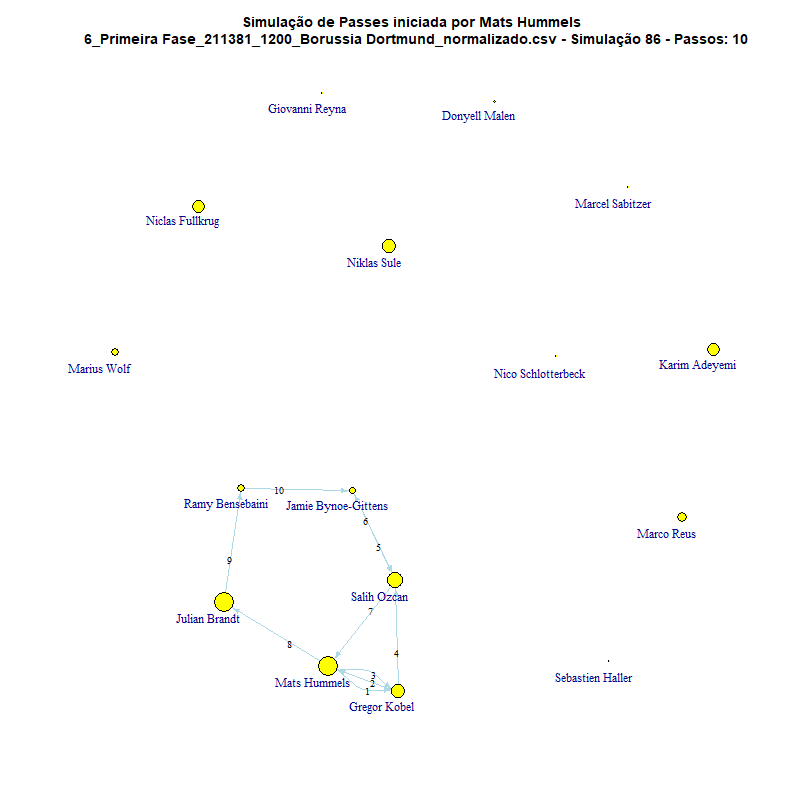 Simulação de Passes iniciada por Mats Hummels
6_Primeira Fase_211381_1200_Borussia Dortmund_normalizado.csv - Simulação 86 - Passos: 10
Giovanni Reyna
Donyell Malen
Marcel Sabitzer
Niclas Fullkrug
Niklas Sule
Marius Wolf
Nico Schlotterbeck
Karim Adeyemi
10
Ramy Bensebaini
Jamie Bynoe-Gittens
6
Marco Reus
5
9
Salih Ozcan
7
Julian Brandt
8
4
3
Sebastien Haller
Mats Hummels
2
1
Gregor Kobel